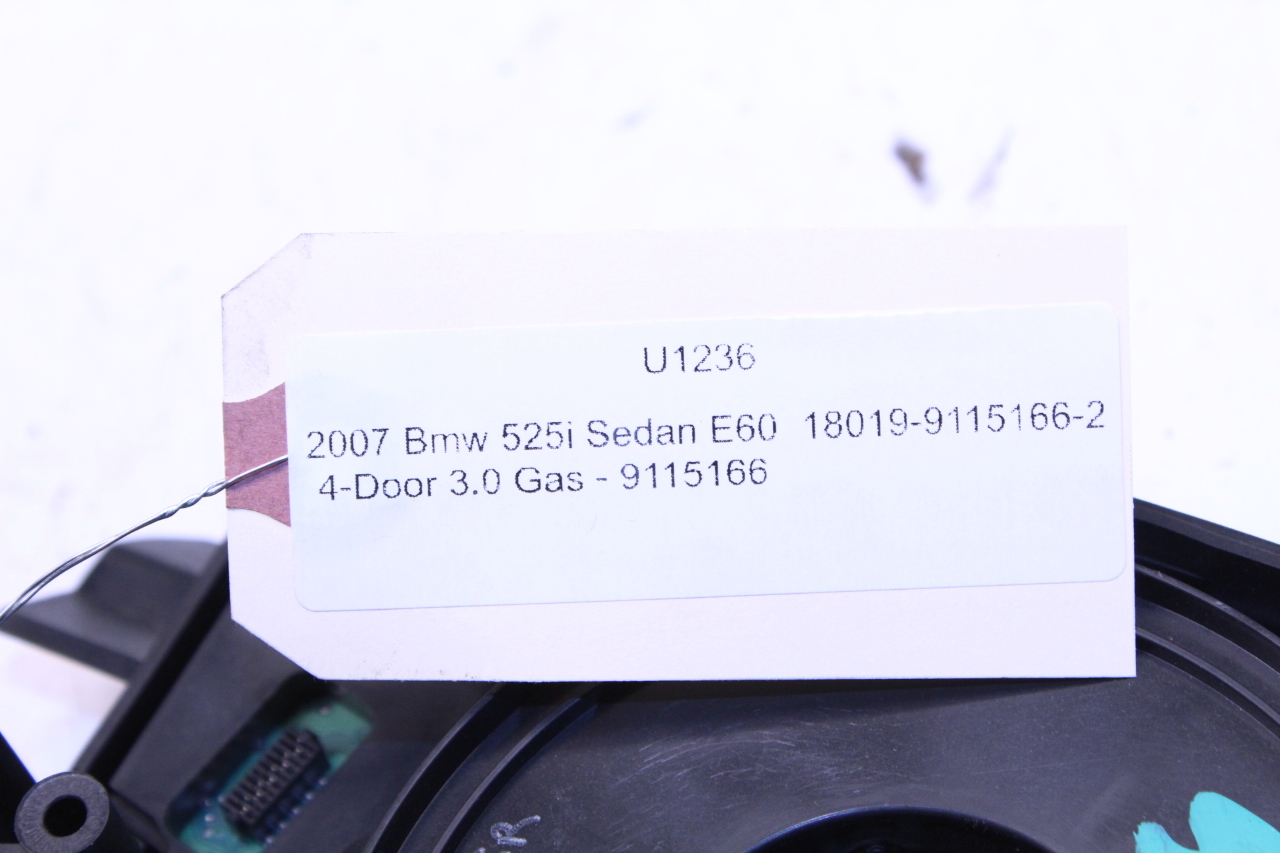 U1236
2007 Bmw 525i Sedan E60 18019-9115166-2
4-Door 3.0 Gas - 9115166